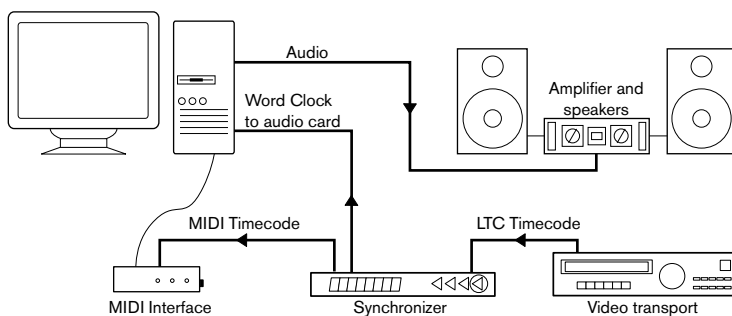 Audio
Amplifier and
speakers
Word Clock
to audio card
MIDI Timecode
LTC Timecode
MIDI Interface
Synchronizer
Video transport